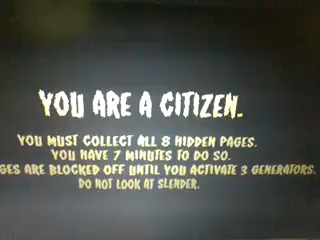 YOU ARE A CITIZEN.
YOU MUST COLLECT ALL 8 HIDDEN PAGES.
YOU HAVE 7 MINUTES TO DO SO.
GES ARE BLOCKED OFF UNTIL YOU ACTIVATE 3 GENERATORS.
DO NOT LOOK AT SLENDER.